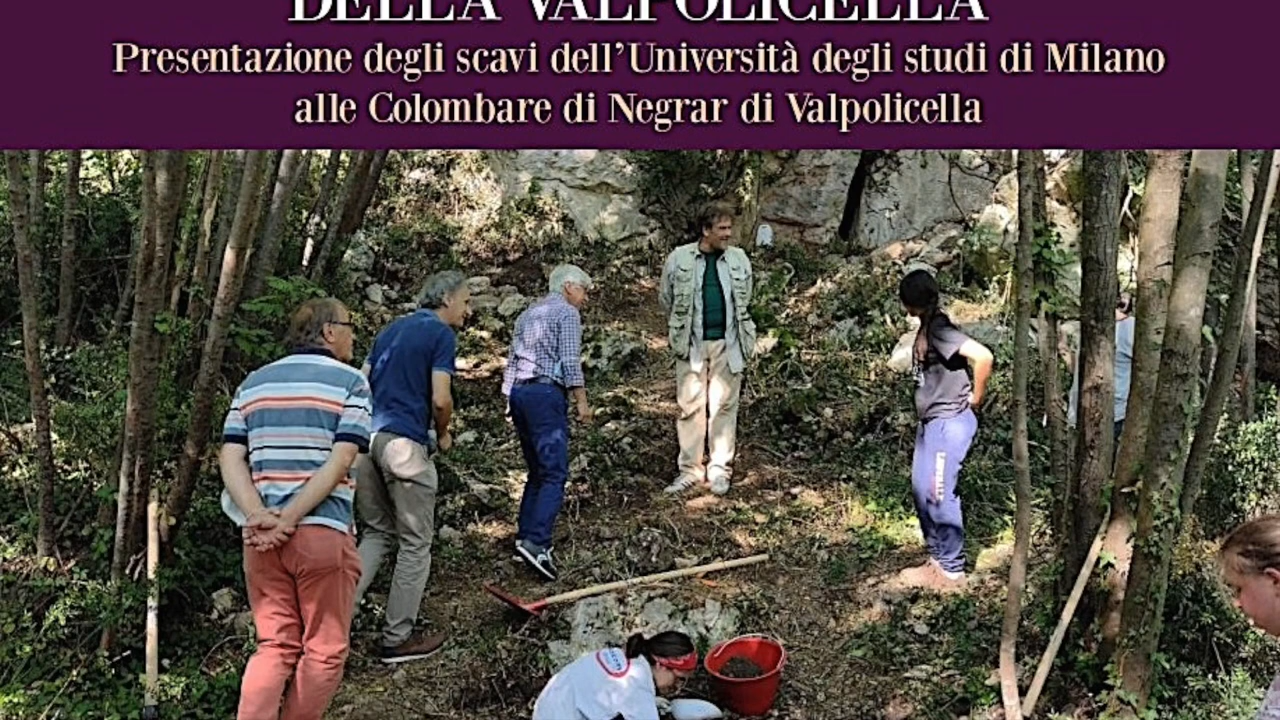 DELLA VALPOLICELLA
Presentazione degli scavi dell'Università degli studi di Milano
alle Colombare di Negrar di Valpolicella